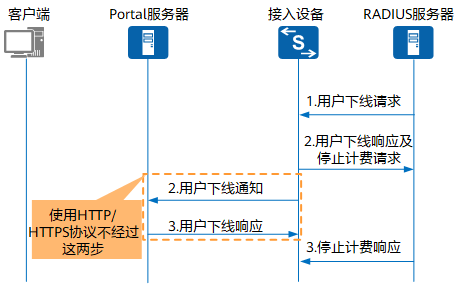 客户端
Portal服务器
接入设备
RADIUS服务器
S
1.用户下线请求
2.用户下线响应及
停止计费请求
2.用户下线通知
使用HTTP/
HTTPS协议不经过
这两步
3.用户下线响应
3.停止计费响应